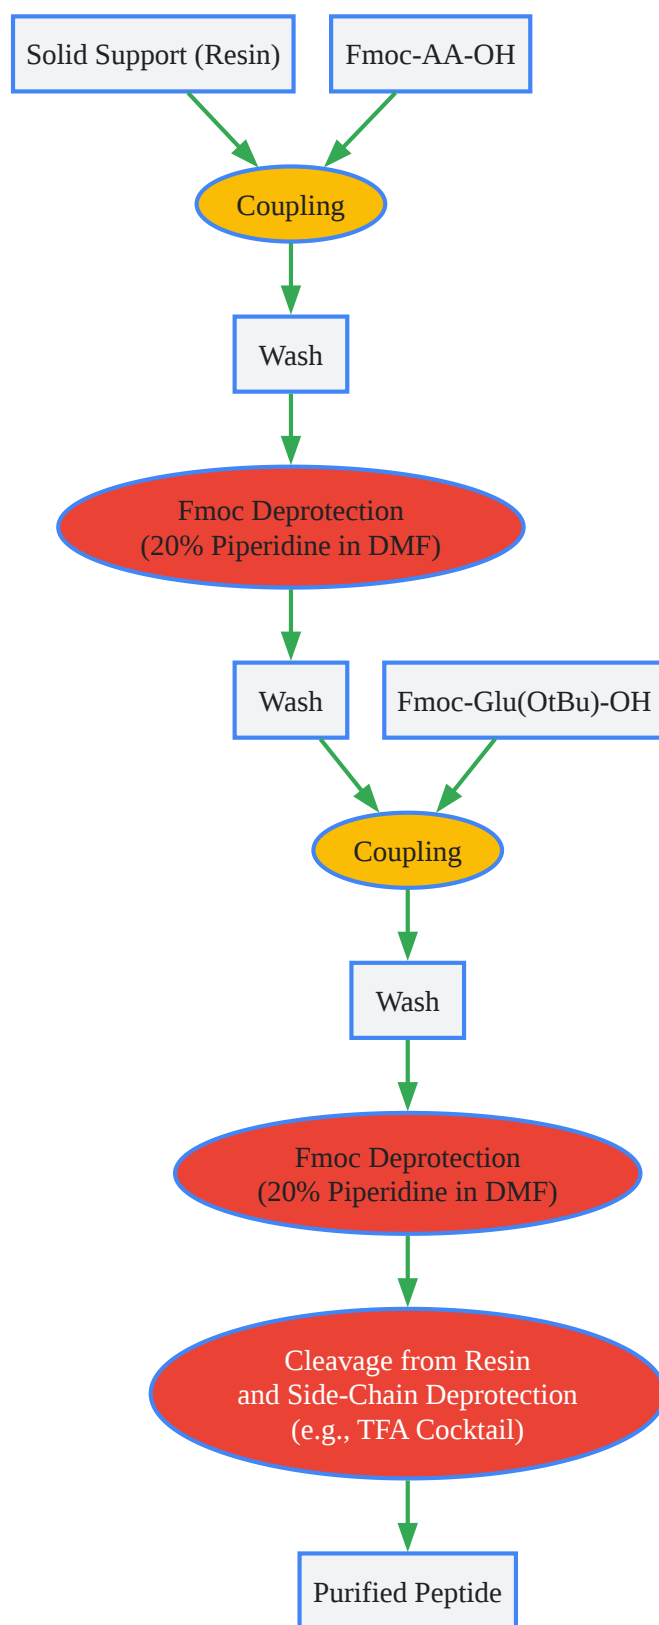 Solid Support (Resin)
Fmoc-AA-OH
Coupling
Wash
Fmoc Deprotection
(20% Piperidine in DMF)
Wash
Fmoc-Glu(OtBu)-OH
Coupling
Wash
Fmoc Deprotection
(20% Piperidine in DMF)
Cleavage from Resin
and Side-Chain Deprotection
(e.g., TFA Cocktail)
Purified Peptide